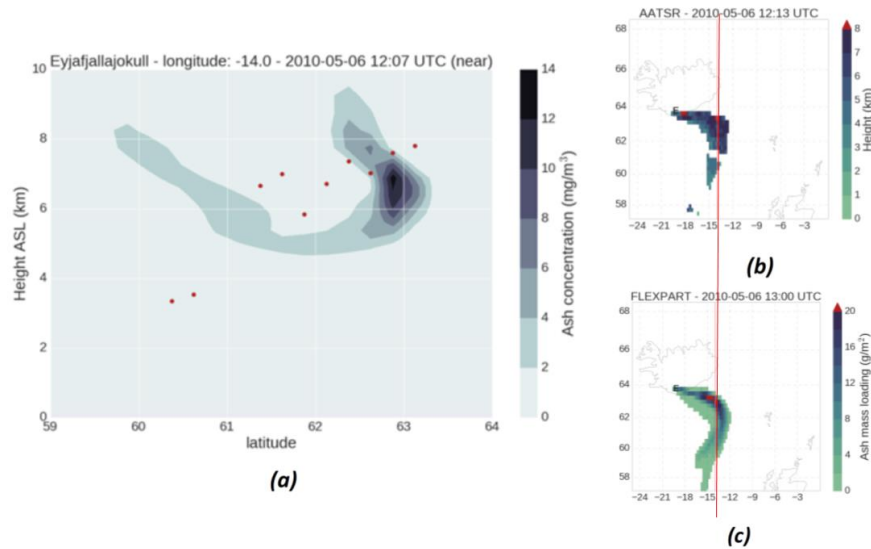 Eyjafjallajokull - longitude: -14.0 - 2010-05-06 12:07 UTC (near)
10
8
6
4
2
0
Height ASL (km)
59 60 61 62 63 64
latitude
14
12
10
8
6
4
2
0
Ash concentration (mg/m³)
(a)
AATSR - 2010-05-06 12:13 UTC
68
66
64
62
60
58
E
−24 −21 −18 −15 −12 −9 −6 −3
8
7
6
5
4
3
2
1
0
Height (km)
(b)
FLEXPART - 2010-05-06 13:00 UTC
68
66
64
62
60
58
E
−24 −21 −18 −15 −12 −9 −6 −3
20
16
12
8
4
0
Ash mass loading (g/m²)
(c)